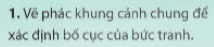 1. Vẽ phác khung cảnh chung để
xác định bố cục của bức tranh.